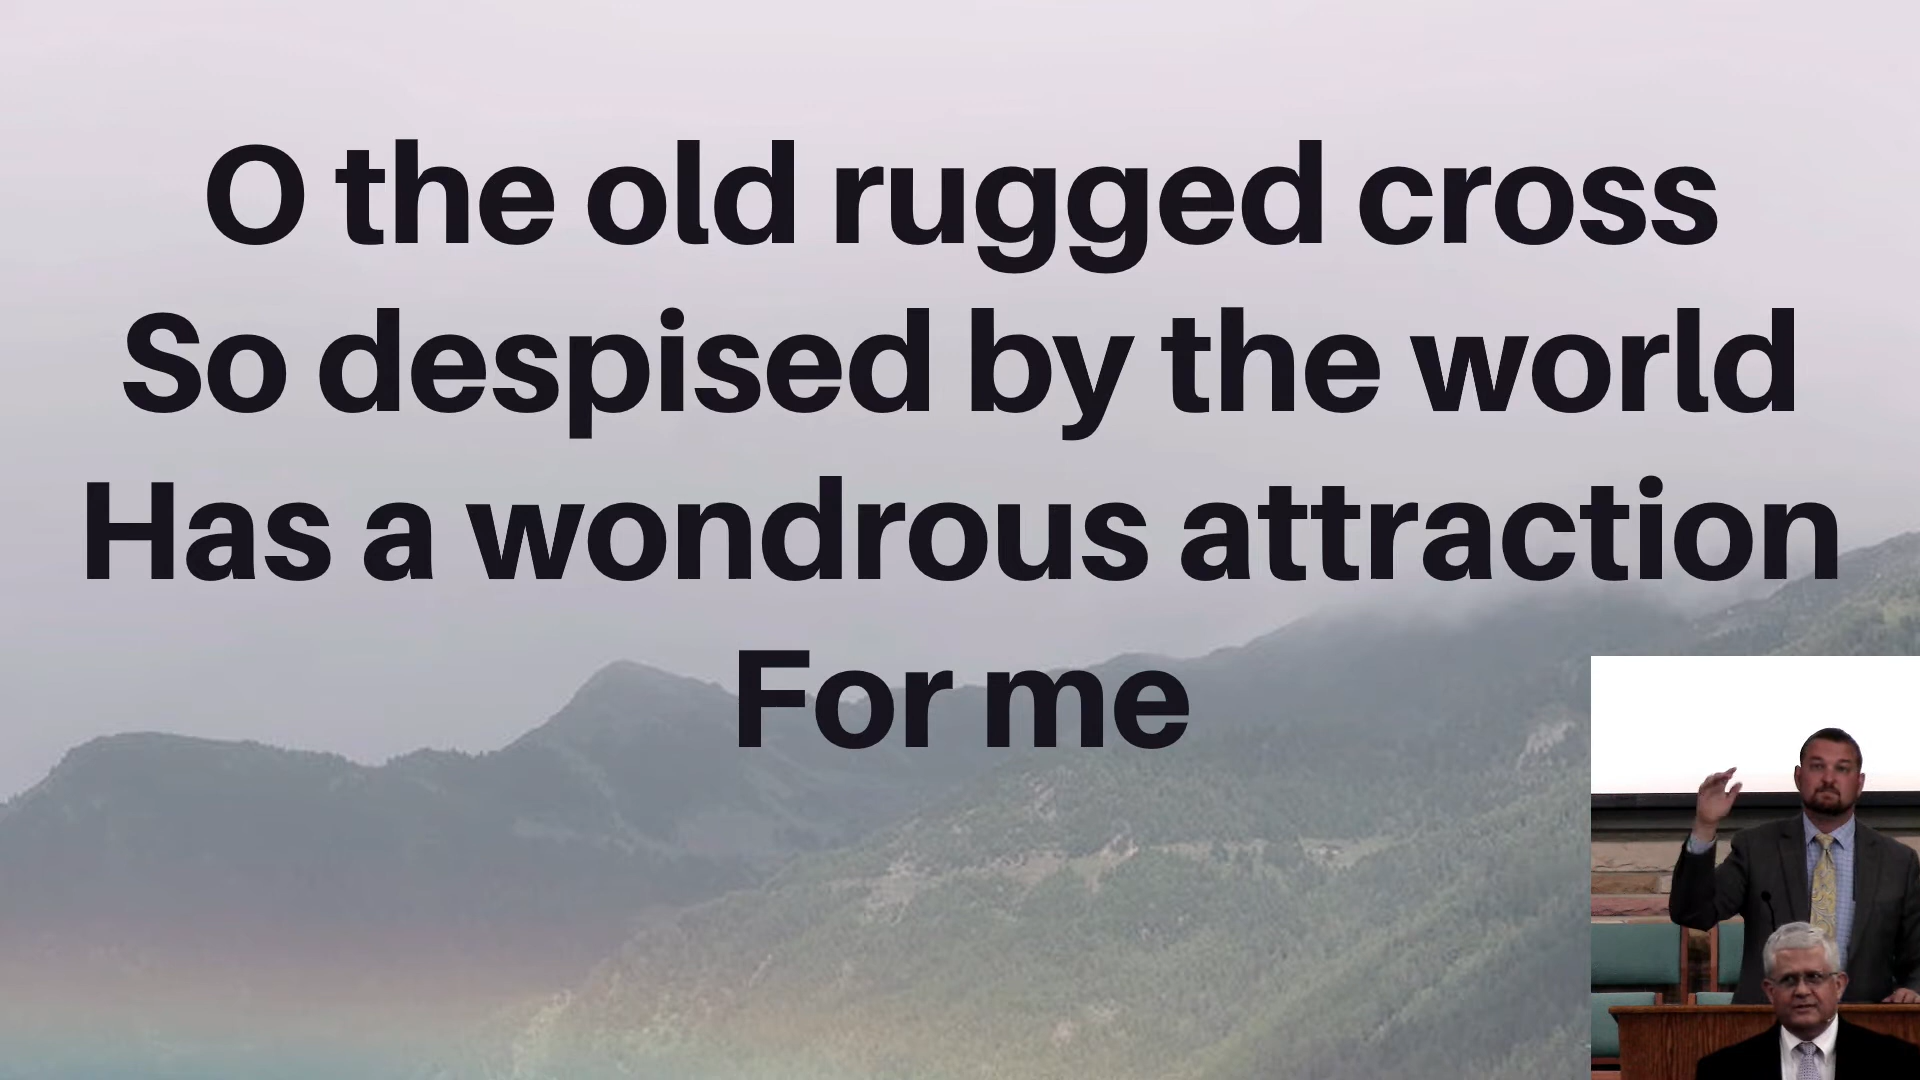 O the old rugged cross
So despised by the world
Has a wondrous attraction
For me